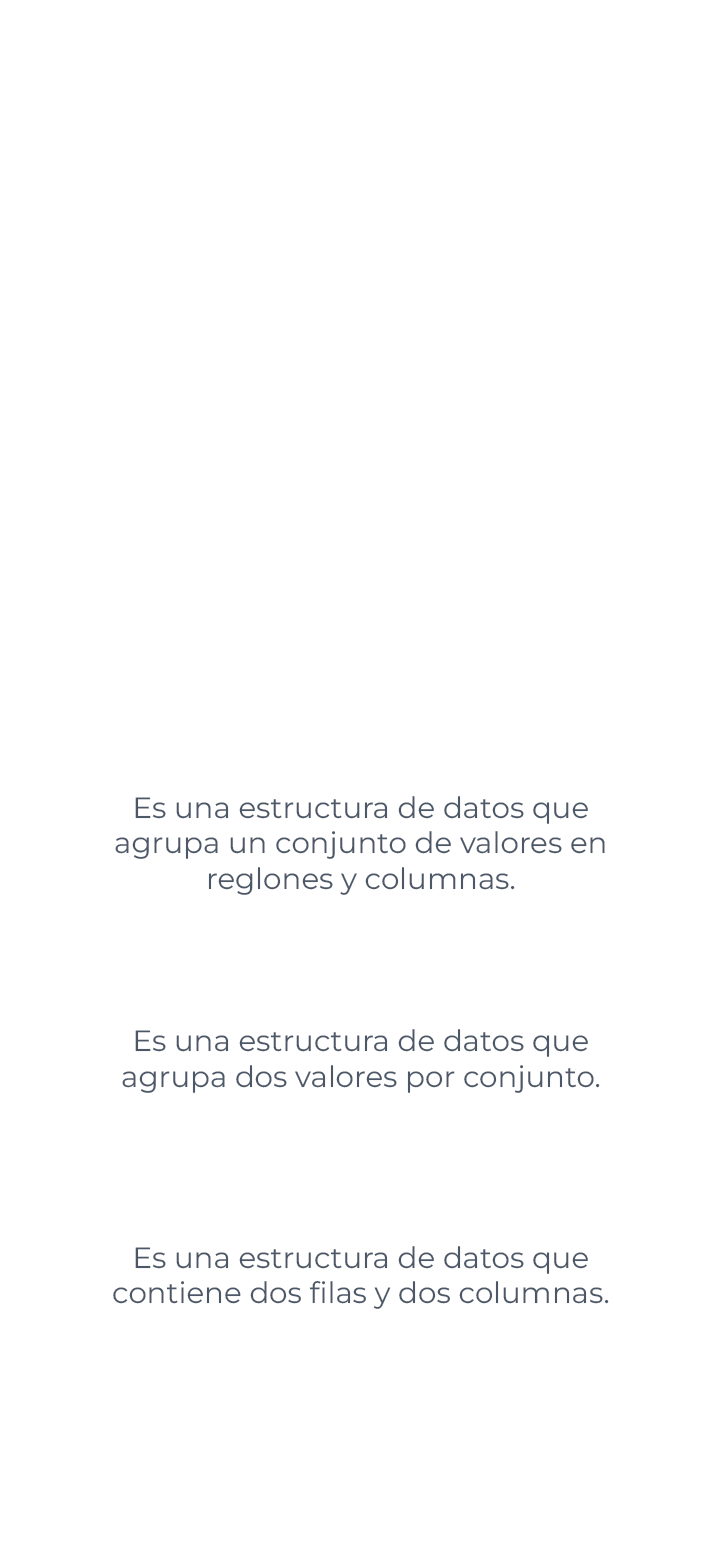 Es una estructura de datos que
agrupa un conjunto de valores en
reglones y columnas.
Es una estructura de datos que
agrupa dos valores por conjunto.
Es una estructura de datos que
contiene dos filas y dos columnas.